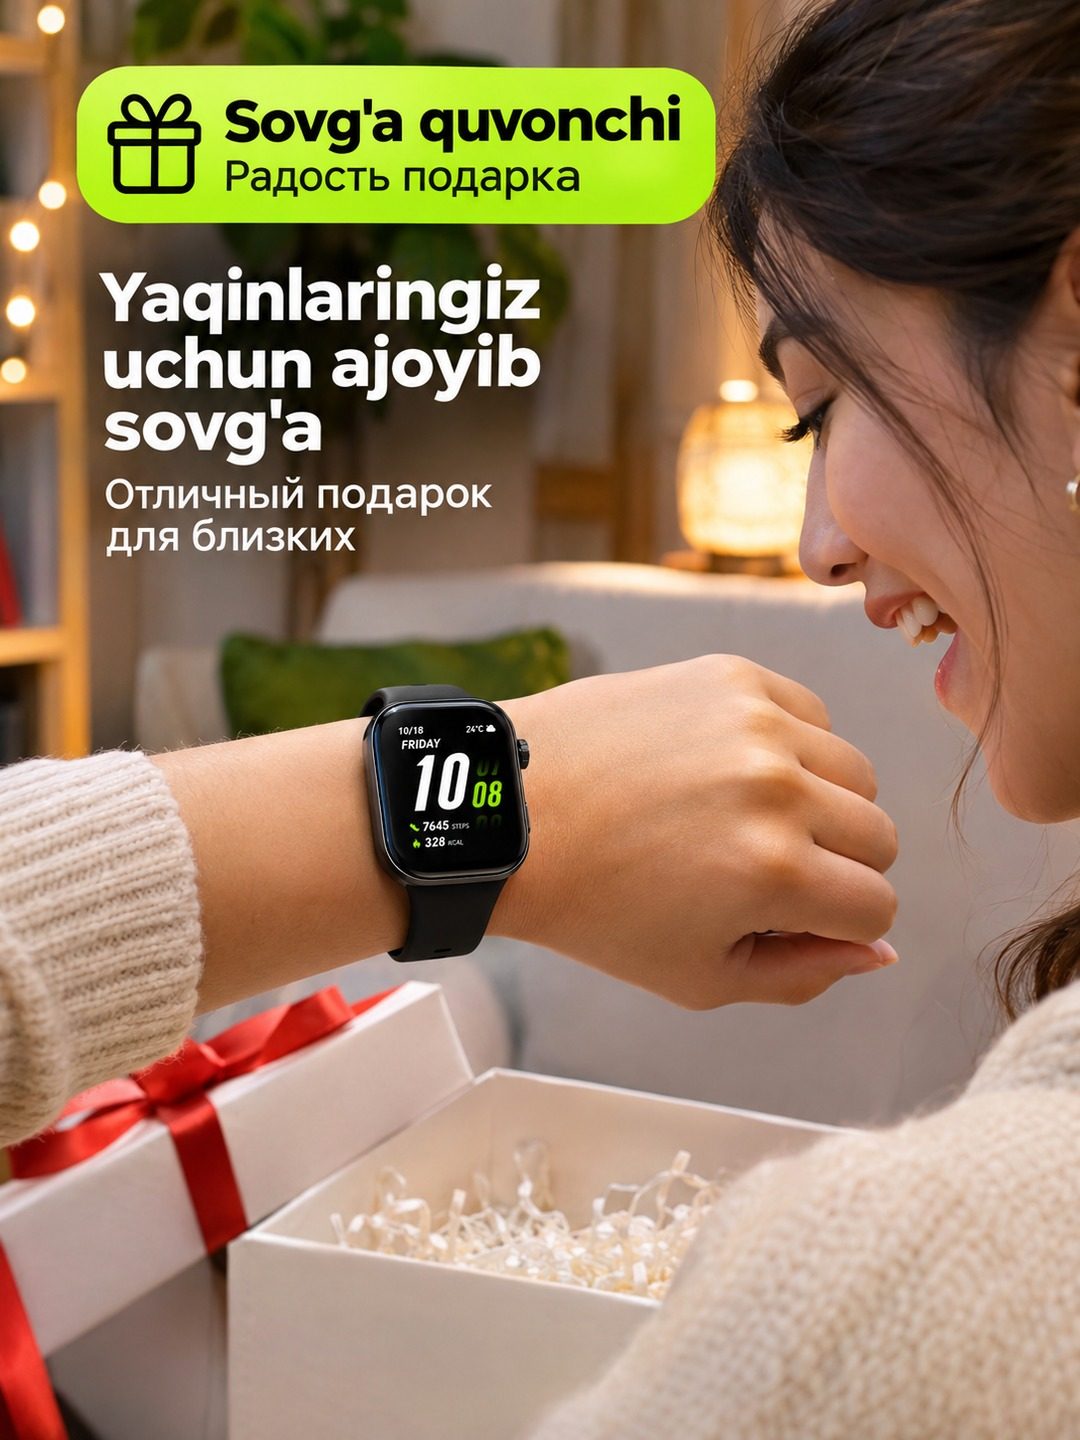 Sovg'a quvonchi
Радость подарка
Yaqinlaringiz
uchun ajoyib
sovg'a
Отличный подарок
для близких
10/18 24°C
FRIDAY
10 08
7645 STEPS
328 KCAL